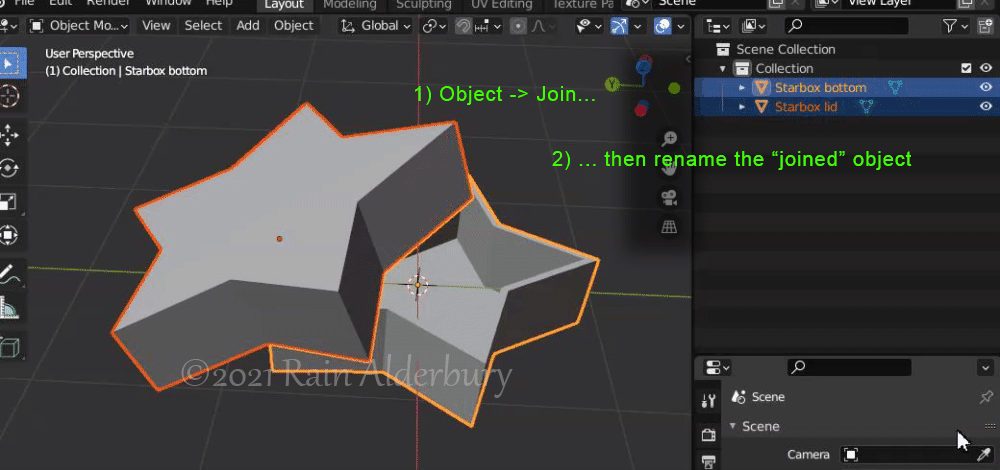 File Edit Render Window Help
Layout Modeling Sculpting UV Editing Texture Pa
Scene
View Layer
Object Mo... View Select Add Object
Global
User Perspective
(1) Collection | Starbox bottom
Y
1) Object -> Join...
2) ... then rename the “joined” object
Scene Collection
Collection
Starbox bottom
Starbox lid
©2021 Rain Alderbury
Scene
Scene
Camera